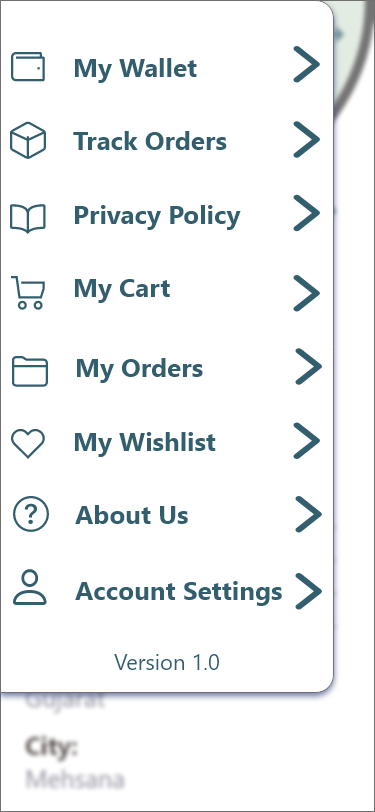 My Wallet
Track Orders
Privacy Policy
My Cart
My Orders
My Wishlist
About Us
Account Settings
Version 1.0
Gujarat
City:
Mehsana